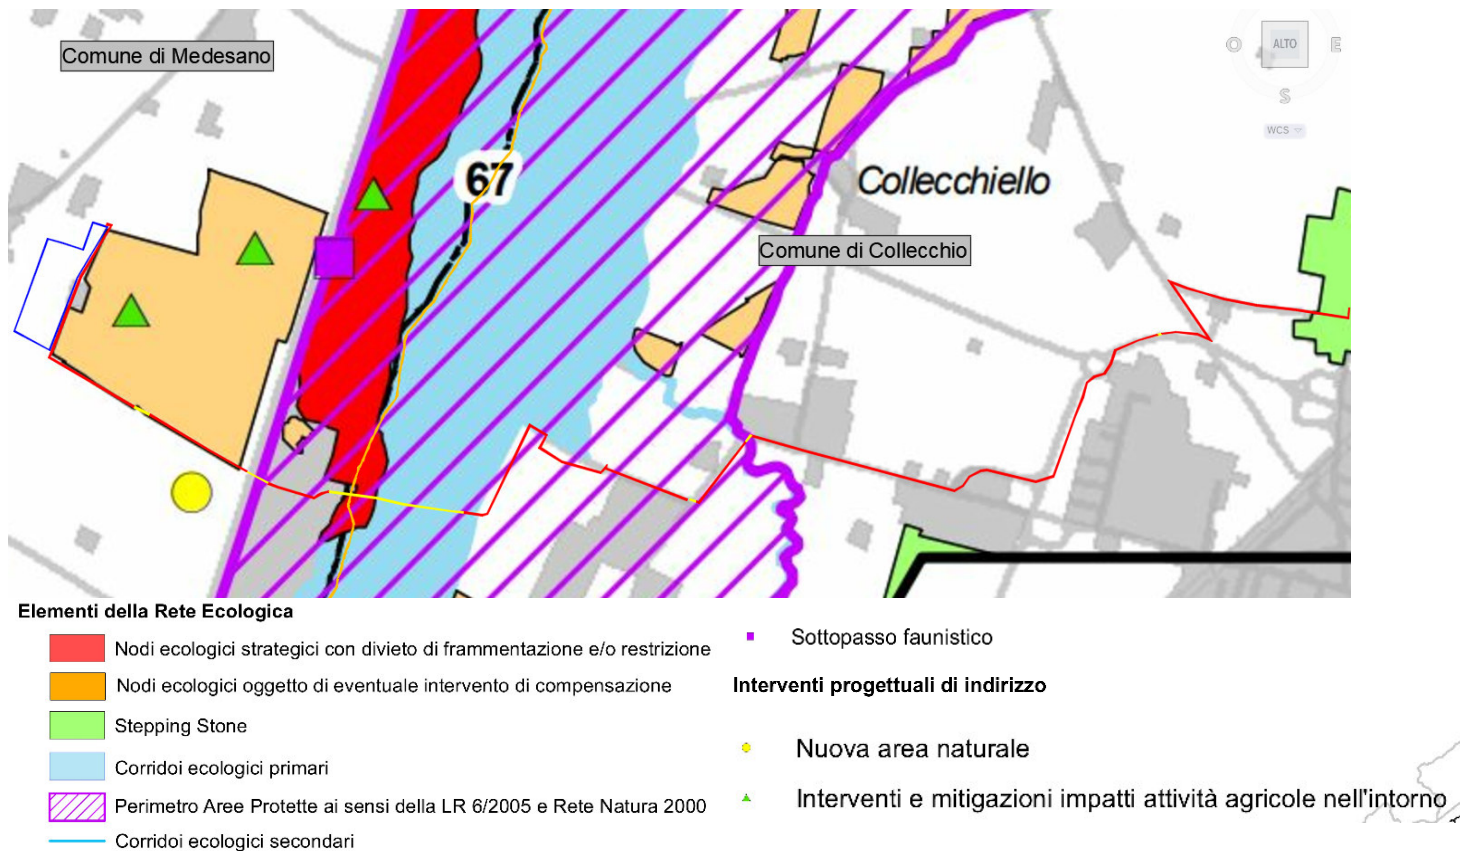 Comune di Medesano
O
ALTO
E
S
WCS
67
Collecchiello
Comune di Collecchio
Elementi della Rete Ecologica
Nodi ecologici strategici con divieto di frammentazione e/o restrizione
Nodi ecologici oggetto di eventuale intervento di compensazione
Stepping Stone
Corridoi ecologici primari
Perimetro Aree Protette ai sensi della LR 6/2005 e Rete Natura 2000
Corridoi ecologici secondari
Sottopasso faunistico
Interventi progettuali di indirizzo
Nuova area naturale
Interventi e mitigazioni impatti attività agricole nell'intorno